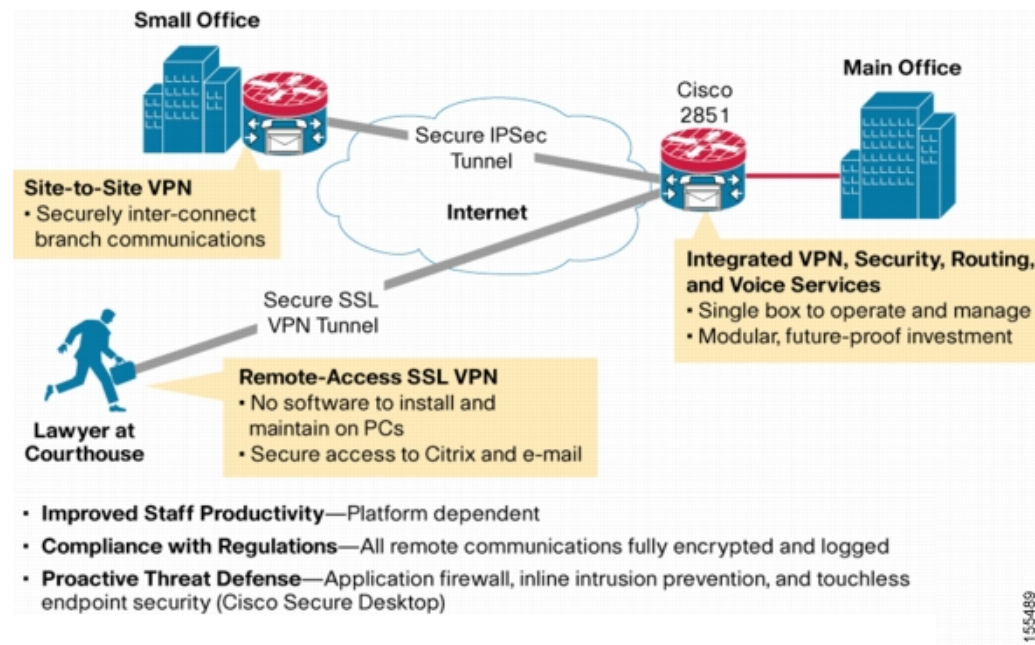 Small Office
Main Office
Cisco
2851
Secure IPSec
Tunnel
Internet
Site-to-Site VPN
• Securely inter-connect
branch communications
Integrated VPN, Security, Routing,
and Voice Services
• Single box to operate and manage
• Modular, future-proof investment
Secure SSL
VPN Tunnel
Remote-Access SSL VPN
• No software to install and
maintain on PCs
• Secure access to Citrix and e-mail
Lawyer at
Courthouse
• Improved Staff Productivity—Platform dependent
• Compliance with Regulations—All remote communications fully encrypted and logged
• Proactive Threat Defense—Application firewall, inline intrusion prevention, and touchless
endpoint security (Cisco Secure Desktop)
155489